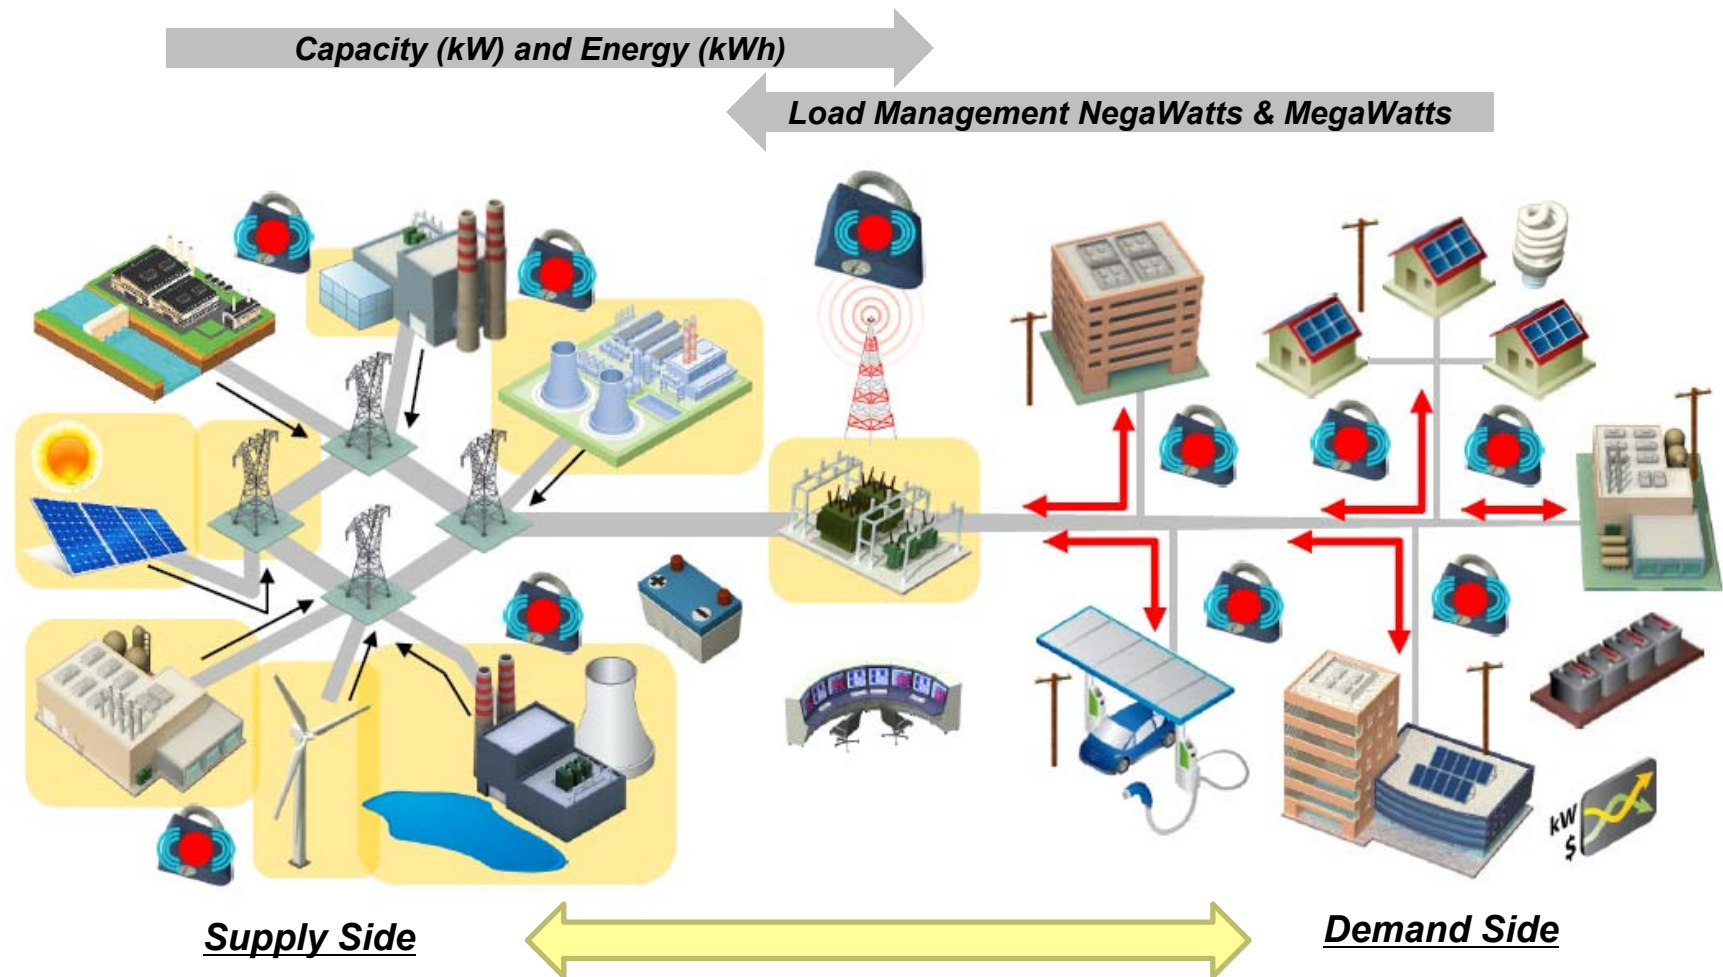 Capacity (kW) and Energy (kWh)
Load Management NegaWatts & MegaWatts
kW
$
Supply Side
Demand Side